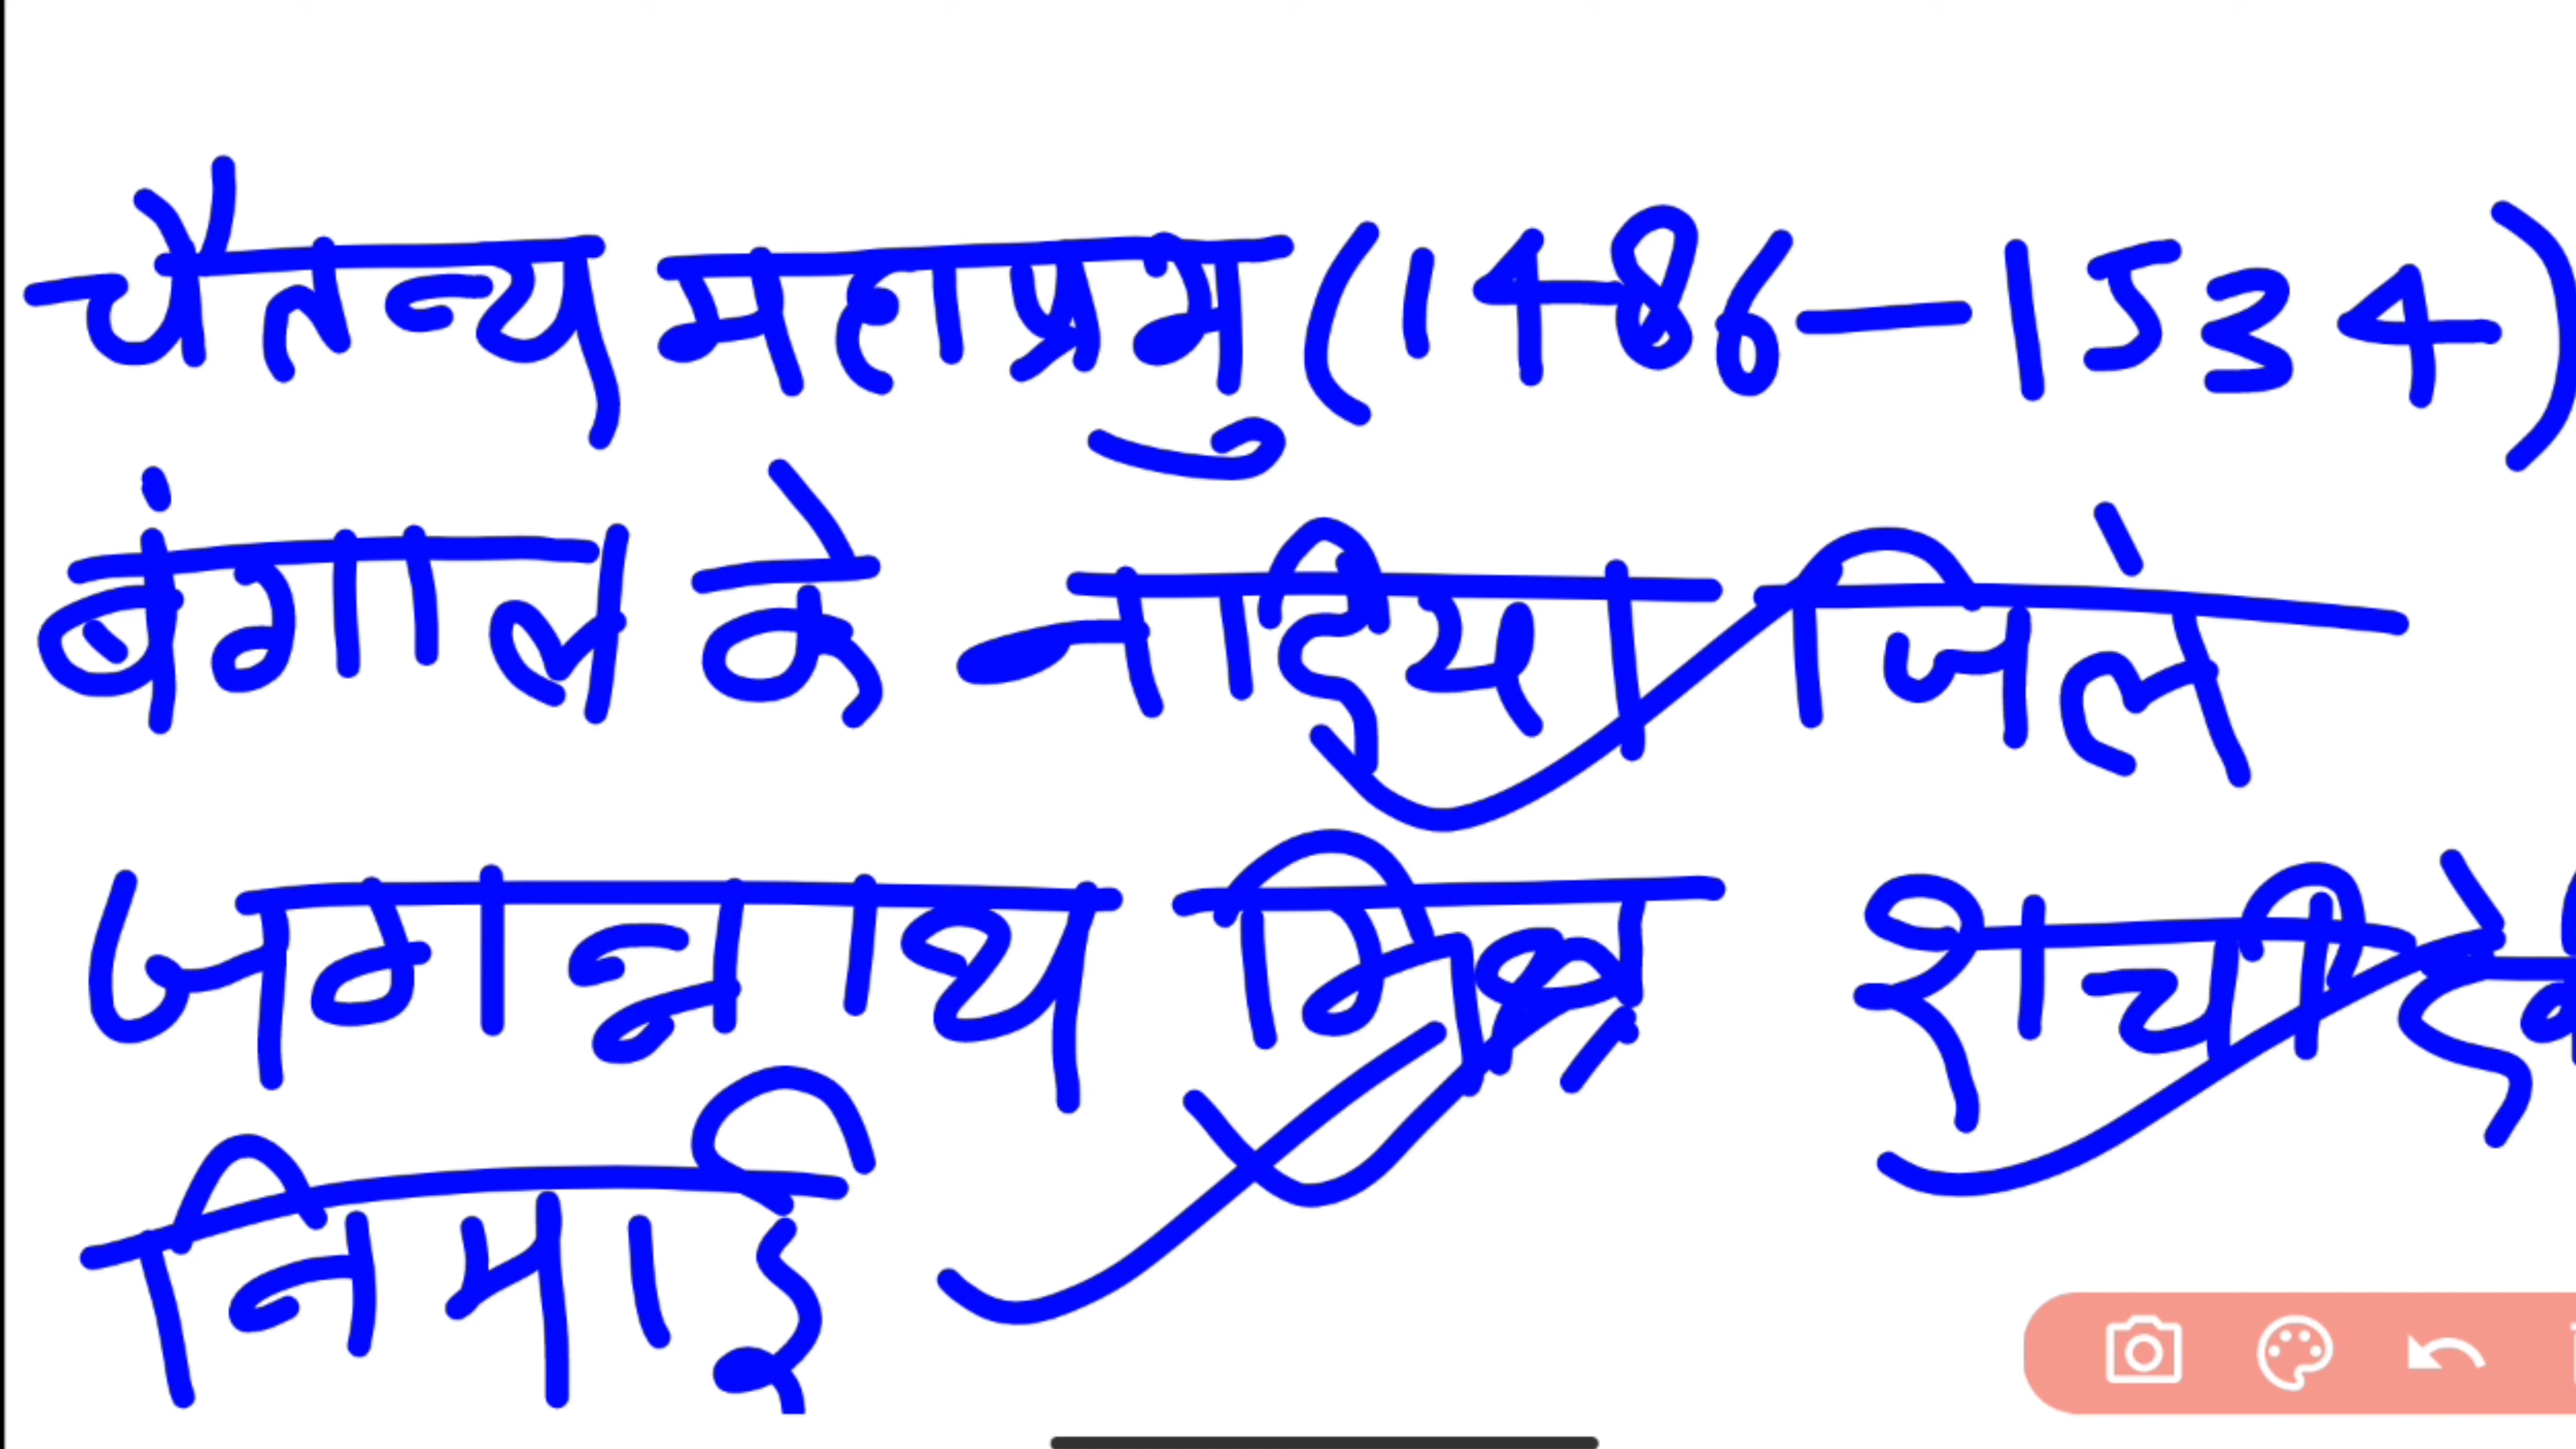 चैतन्य महाप्रभु (1486-1534)
बंगाल के नादिया जिले
जगन्नाथ मिश्र शची
निमाई